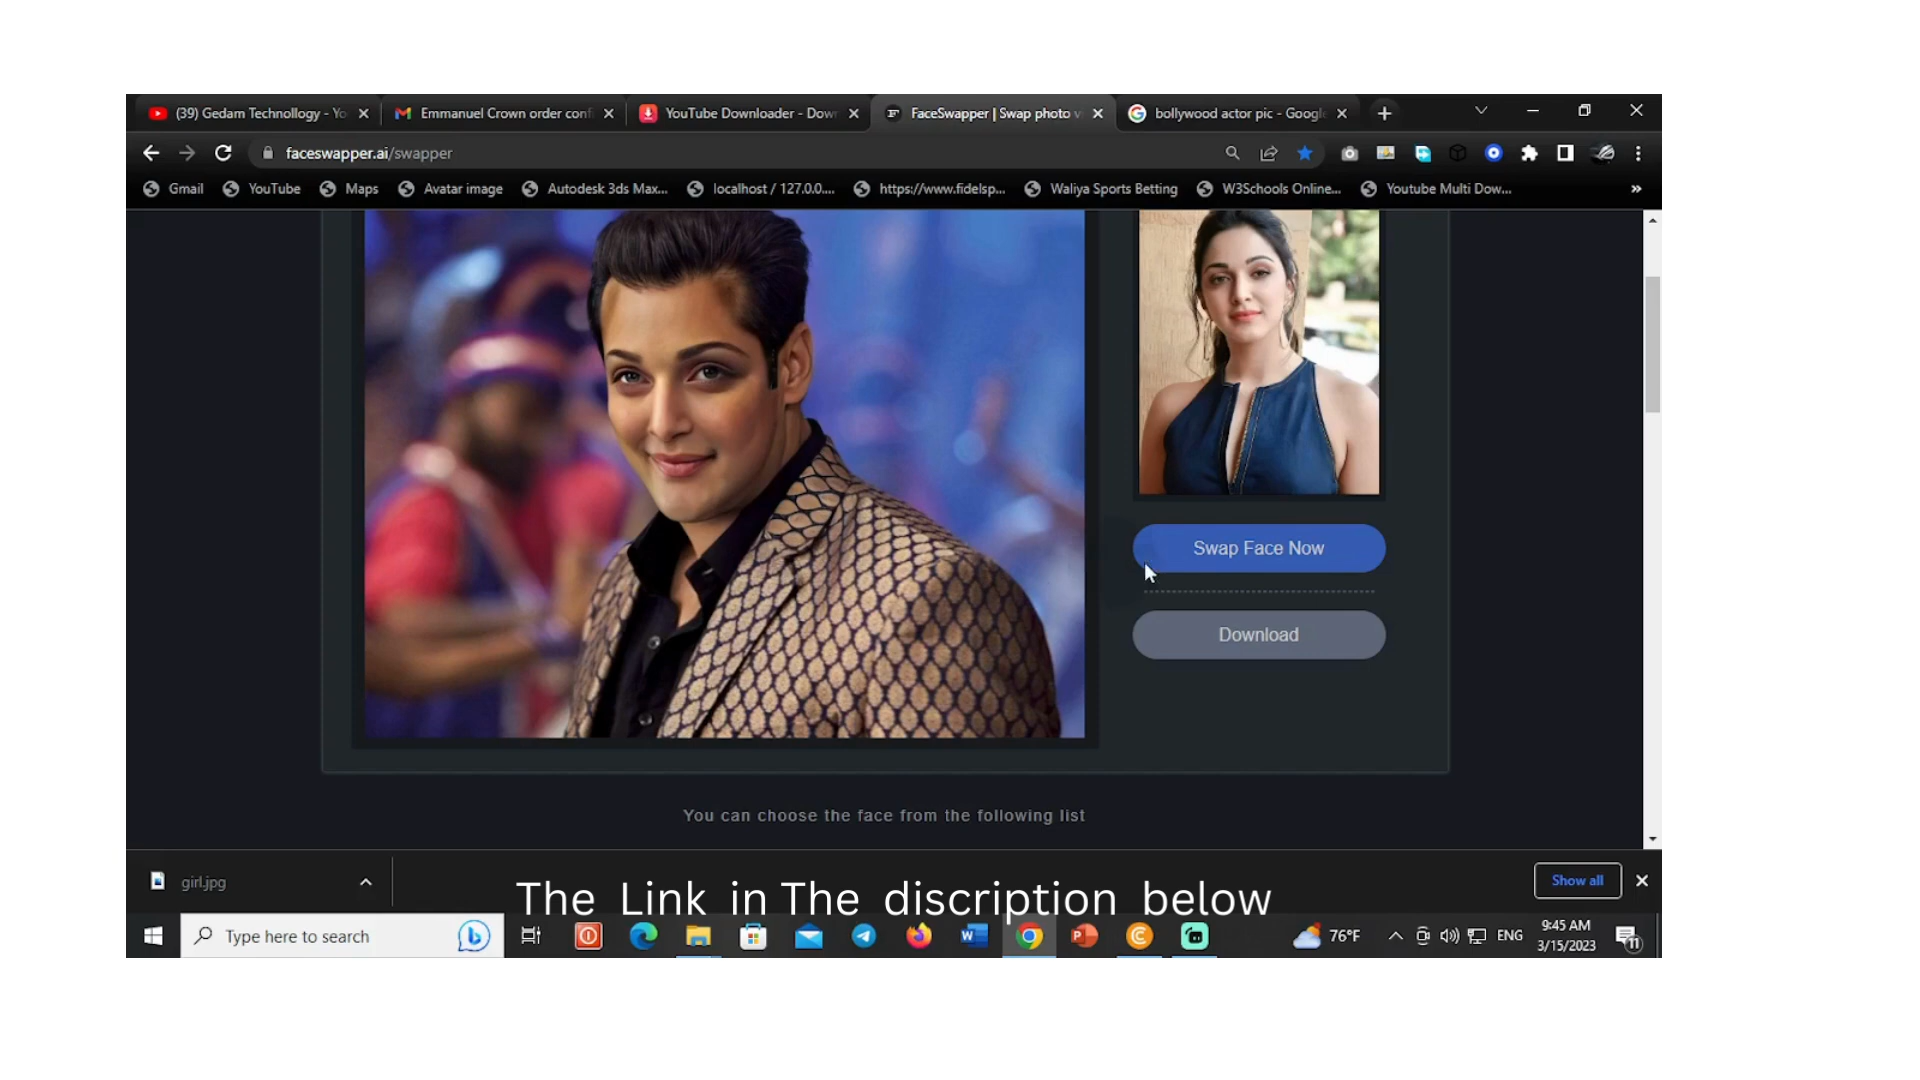 (39) Gedam Technollogy - Yo
Emmanuel Crown order conf
YouTube Downloader - Down
FaceSwapper | Swap photo v
bollywood actor pic - Google
faceswapper.ai/swapper
Gmail
YouTube
Maps
Avatar image
Autodesk 3ds Max...
localhost / 127.0.0....
https://www.fidelsp...
Waliya Sports Betting
W3Schools Online...
Youtube Multi Dow...
»
Swap Face Now
Download
You can choose the face from the following list
girl.jpg
The Link in The discription below
Show all
Type here to search
76°F
ENG
9:45 AM
3/15/2023
11